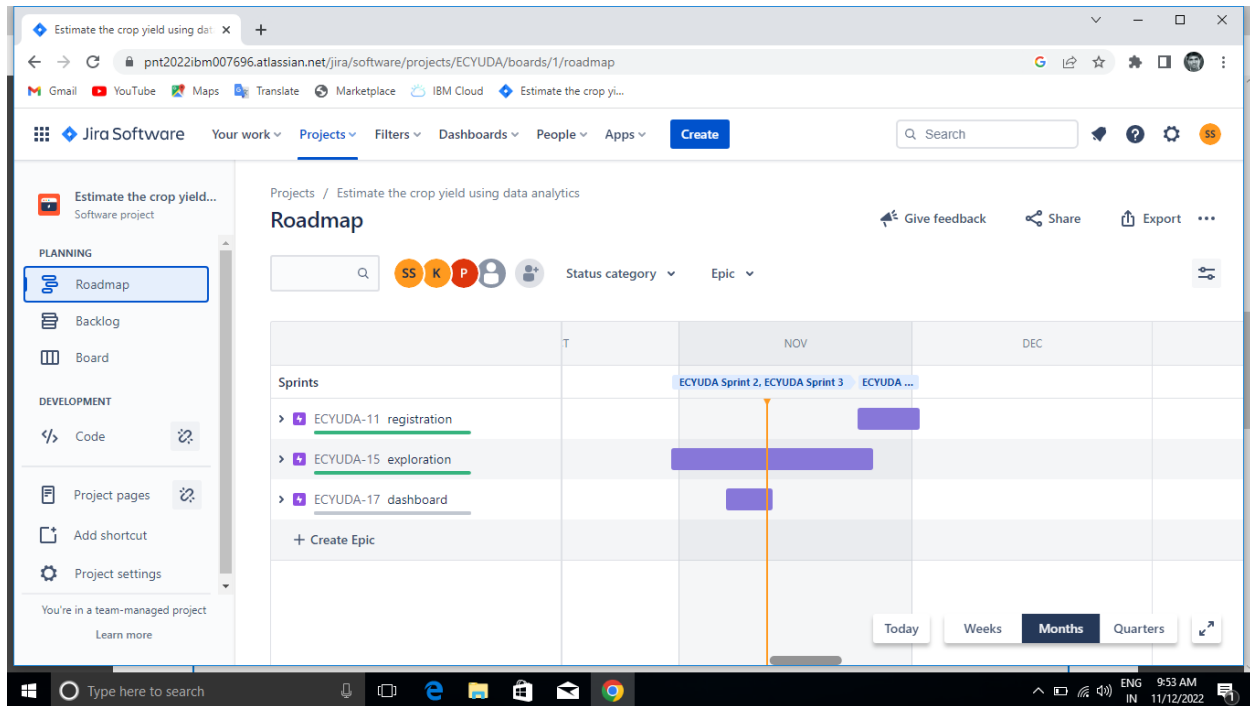 Estimate the crop yield using dat
pnt2022ibm007696.atlassian.net/jira/software/projects/ECYUDA/boards/1/roadmap
G
Gmail YouTube Maps Translate Marketplace IBM Cloud Estimate the crop yi...
Jira Software Your work Projects Filters Dashboards People Apps Create Search SS
Estimate the crop yield...
Software project
PLANNING
Roadmap
Backlog
Board
DEVELOPMENT
Code
Project pages
Add shortcut
Project settings
You're in a team-managed project
Learn more
Projects / Estimate the crop yield using data analytics
Roadmap
Give feedback Share Export
SS K P Status category Epic
T NOV DEC
Sprints ECYUDA Sprint 2, ECYUDA Sprint 3 ECYUDA ...
ECYUDA-11 registration
ECYUDA-15 exploration
ECYUDA-17 dashboard
+ Create Epic
Today Weeks Months Quarters
Type here to search
ENG 9:53 AM
IN 11/12/2022
1